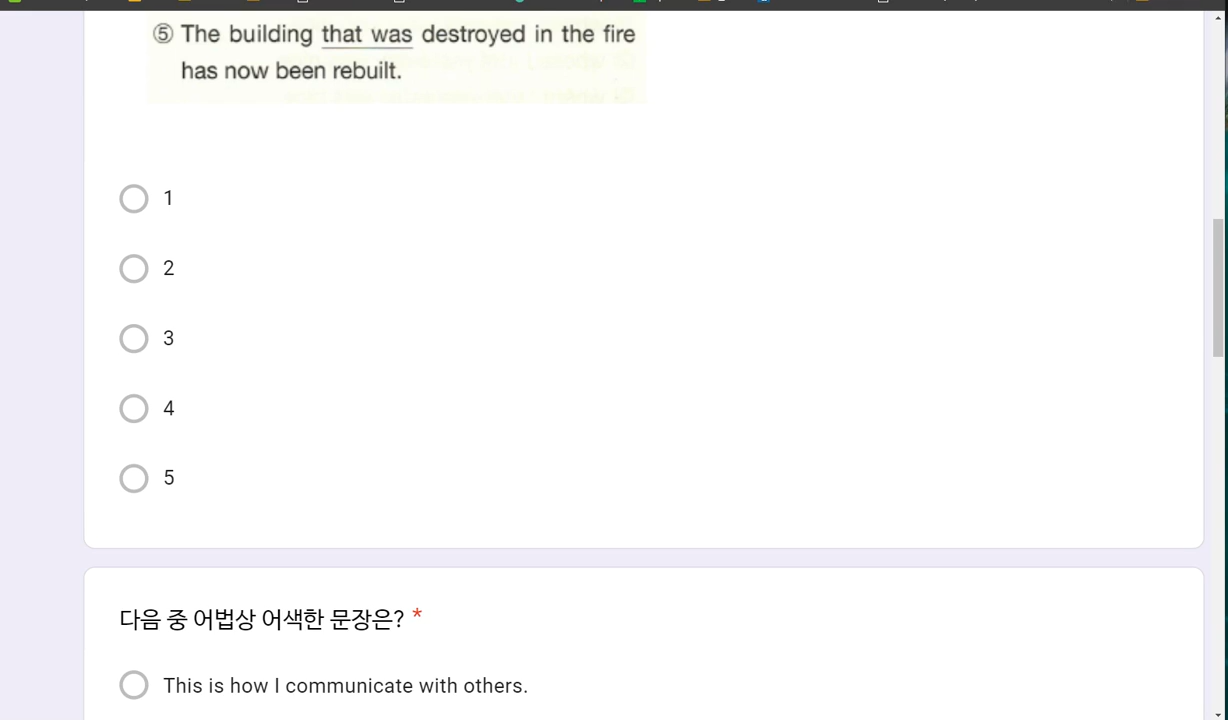 ⑤ The building that was destroyed in the fire
has now been rebuilt.
1
2
3
4
5
다음 중 어법상 어색한 문장은? *
This is how I communicate with others.